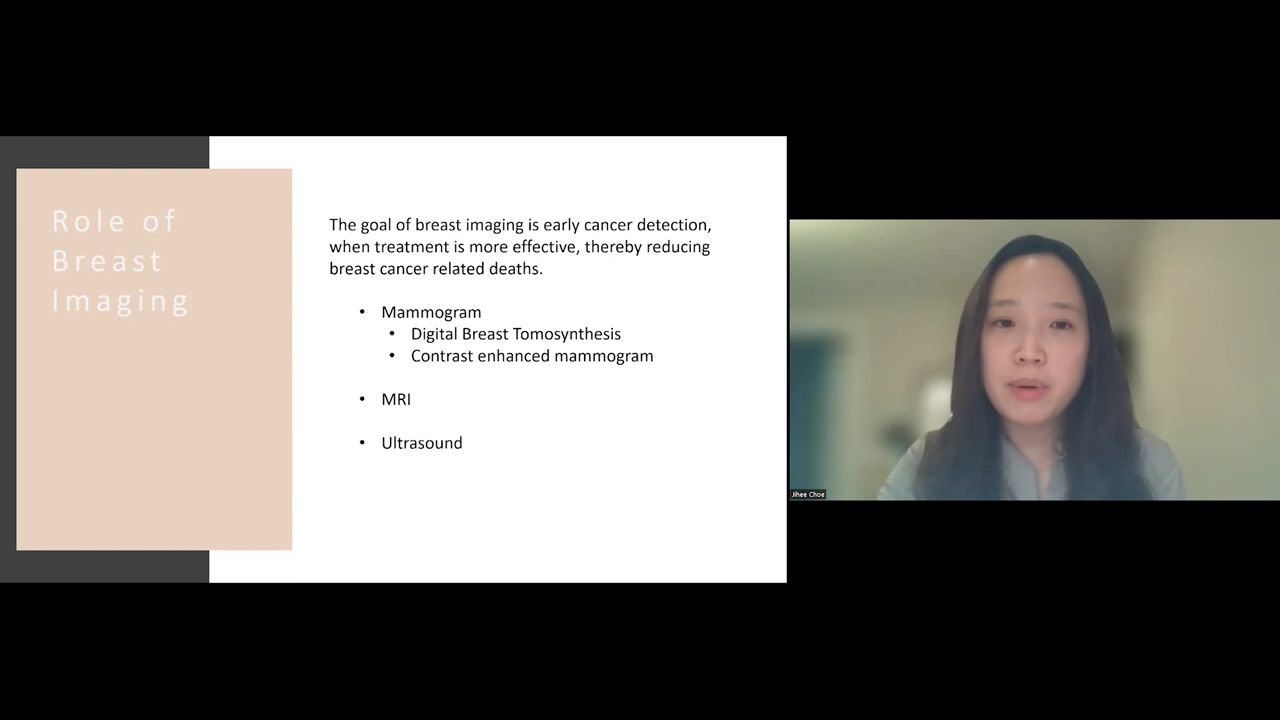 Role of
Breast
Imaging
The goal of breast imaging is early cancer detection,
when treatment is more effective, thereby reducing
breast cancer related deaths.
• Mammogram
• Digital Breast Tomosynthesis
• Contrast enhanced mammogram
• MRI
• Ultrasound
Jihee Choe